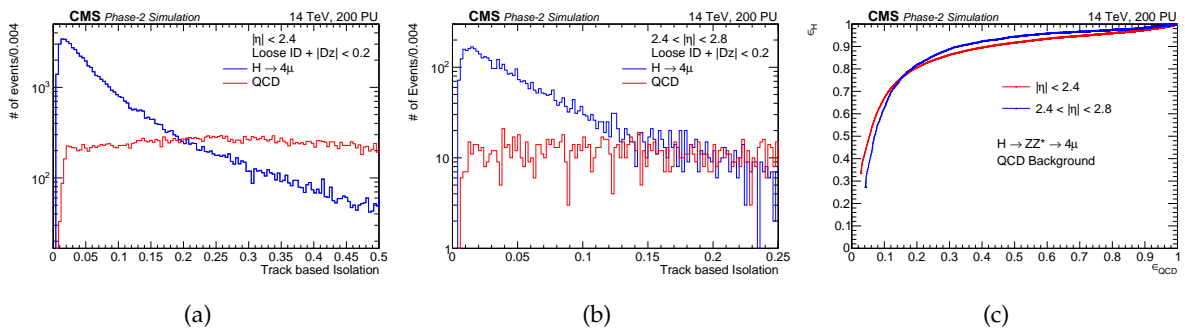 CMS Phase-2 Simulation 14 TeV, 200 PU
|η| < 2.4
Loose ID + |Dz| < 0.2
H → 4μ
QCD
# of events/0.004
10³
10²
0 0.05 0.1 0.15 0.2 0.25 0.3 0.35 0.4 0.45 0.5
Track based Isolation
(a)
CMS Phase-2 Simulation 14 TeV, 200 PU
2.4 < |η| < 2.8
Loose ID + |Dz| < 0.2
H → 4μ
QCD
# of Events/0.004
10²
10
1
0 0.05 0.1 0.15 0.2 0.25
Track based Isolation
(b)
CMS Phase-2 Simulation 14 TeV, 200 PU
ϵH
1
0.9
0.8
0.7
0.6
0.5
0.4
0.3
0.2
0.1
0
|η| < 2.4
2.4 < |η| < 2.8
H → ZZ* → 4μ
QCD Background
0 0.1 0.2 0.3 0.4 0.5 0.6 0.7 0.8 0.9 1
ϵQCD
(c)